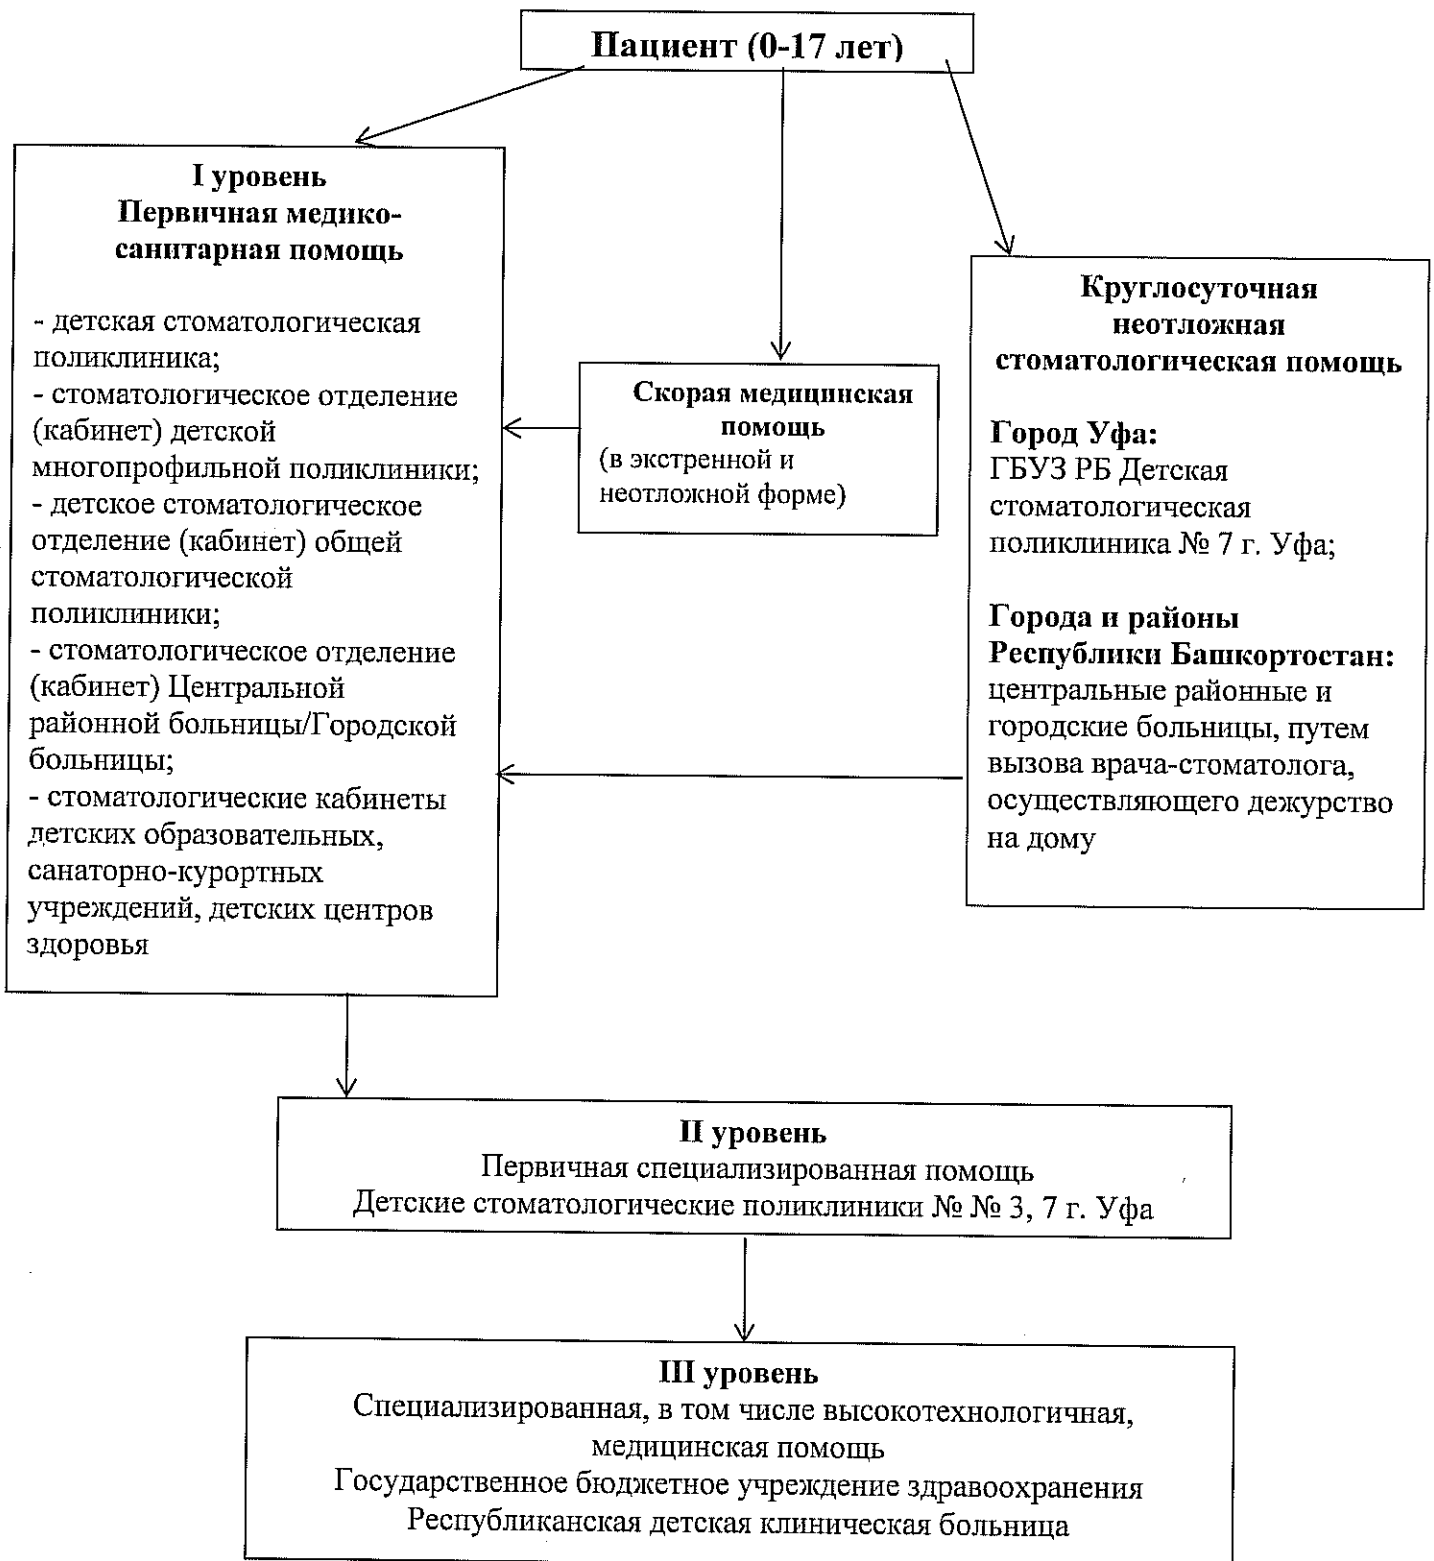 Пациент (0-17 лет)
I уровень
Первичная медико-
санитарная помощь
- детская стоматологическая
поликлиника;
- стоматологическое отделение
(кабинет) детской
многопрофильной поликлиники;
- детское стоматологическое
отделение (кабинет) общей
стоматологической
поликлиники;
- стоматологическое отделение
(кабинет) Центральной
районной больницы/Городской
больницы;
- стоматологические кабинеты
детских образовательных,
санаторно-курортных
учреждений, детских центров
здоровья
Скорая медицинская
помощь
(в экстренной и
неотложной форме)
Круглосуточная
неотложная
стоматологическая помощь
Город Уфа:
ГБУЗ РБ Детская
стоматологическая
поликлиника № 7 г. Уфа;
Города и районы
Республики Башкортостан:
центральные районные и
городские больницы, путем
вызова врача-стоматолога,
осуществляющего дежурство
на дому
II уровень
Первичная специализированная помощь
Детские стоматологические поликлиники № № 3, 7 г. Уфа
III уровень
Специализированная, в том числе высокотехнологичная,
медицинская помощь
Государственное бюджетное учреждение здравоохранения
Республиканская детская клиническая больница